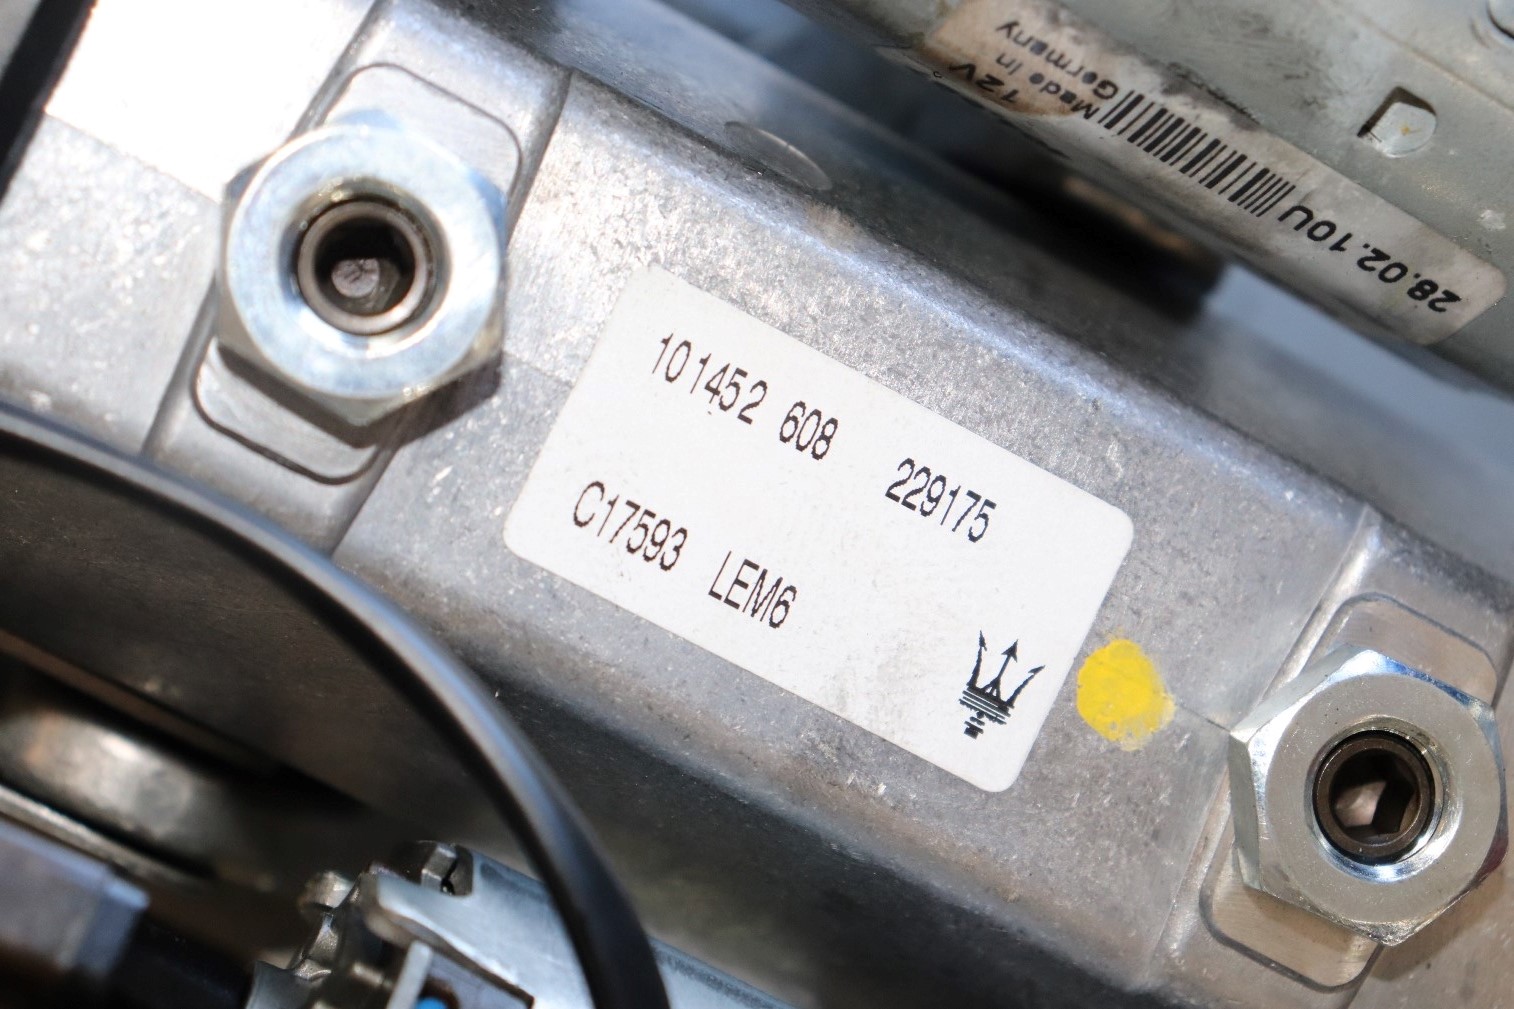 101452 608 229175
C17593 LEM6
12V
Made in
Germany
28.02.10U